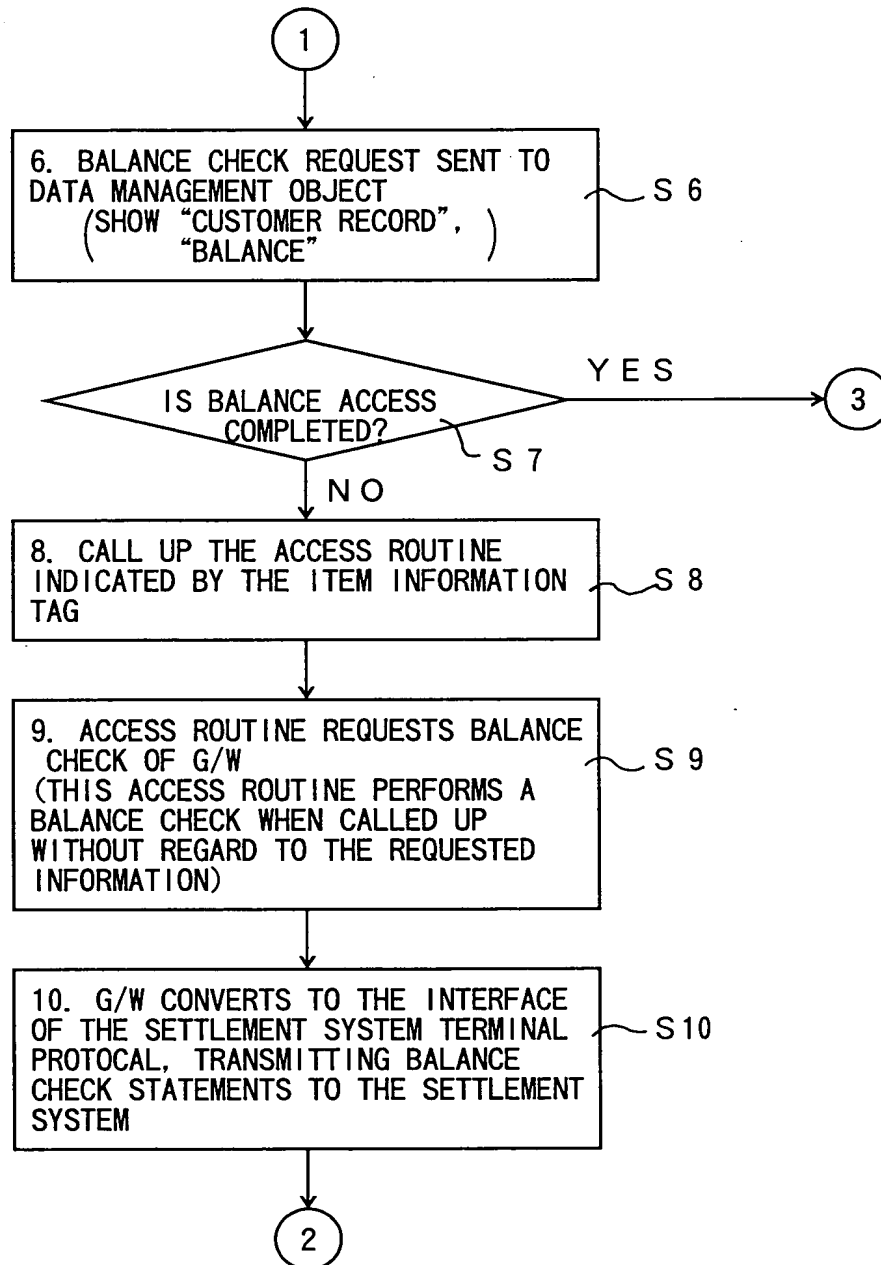 1
6. BALANCE CHECK REQUEST SENT TO
DATA MANAGEMENT OBJECT
(SHOW “CUSTOMER RECORD”,
“BALANCE” )
S 6
YES
3
IS BALANCE ACCESS
COMPLETED?
S 7
NO
8. CALL UP THE ACCESS ROUTINE
INDICATED BY THE ITEM INFORMATION
TAG
S 8
9. ACCESS ROUTINE REQUESTS BALANCE
CHECK OF G/W
(THIS ACCESS ROUTINE PERFORMS A
BALANCE CHECK WHEN CALLED UP
WITHOUT REGARD TO THE REQUESTED
INFORMATION)
S 9
10. G/W CONVERTS TO THE INTERFACE
OF THE SETTLEMENT SYSTEM TERMINAL
PROTOCAL, TRANSMITTING BALANCE
CHECK STATEMENTS TO THE SETTLEMENT
SYSTEM
S10
2